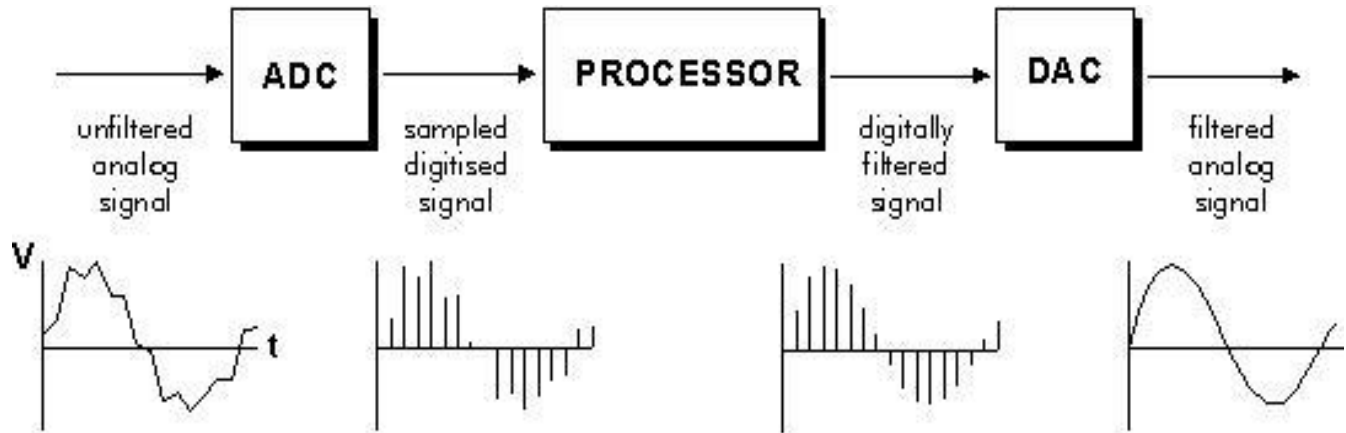 ADC
PROCESSOR
DAC
unfiltered
analog
signal
sampled
digitised
signal
digitally
filtered
signal
filtered
analog
signal
V
t